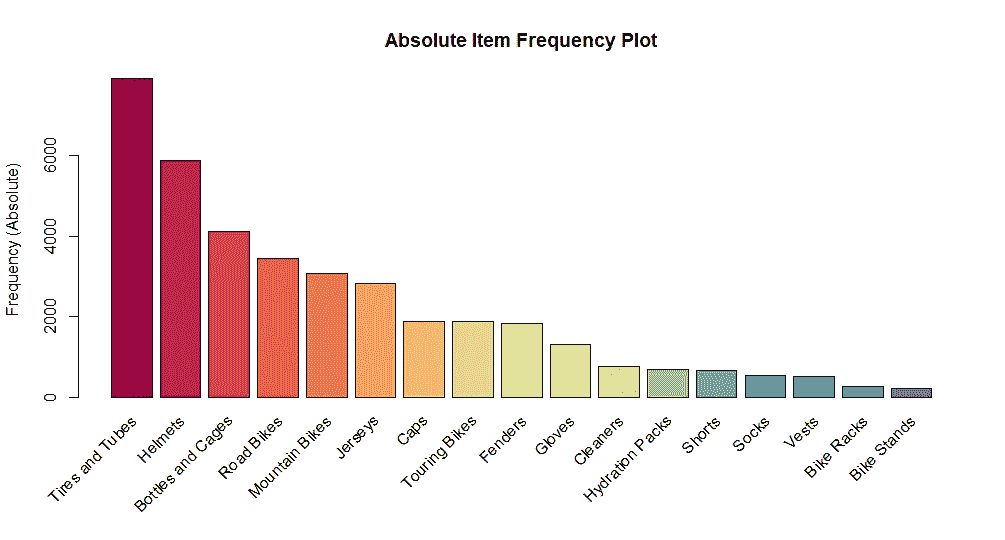 Absolute Item Frequency Plot
Frequency (Absolute)
6000
4000
2000
0
Tires and Tubes
Helmets
Bottles and Cages
Road Bikes
Mountain Bikes
Jerseys
Caps
Touring Bikes
Fenders
Gloves
Cleaners
Hydration Packs
Shorts
Socks
Vests
Bike Racks
Bike Stands